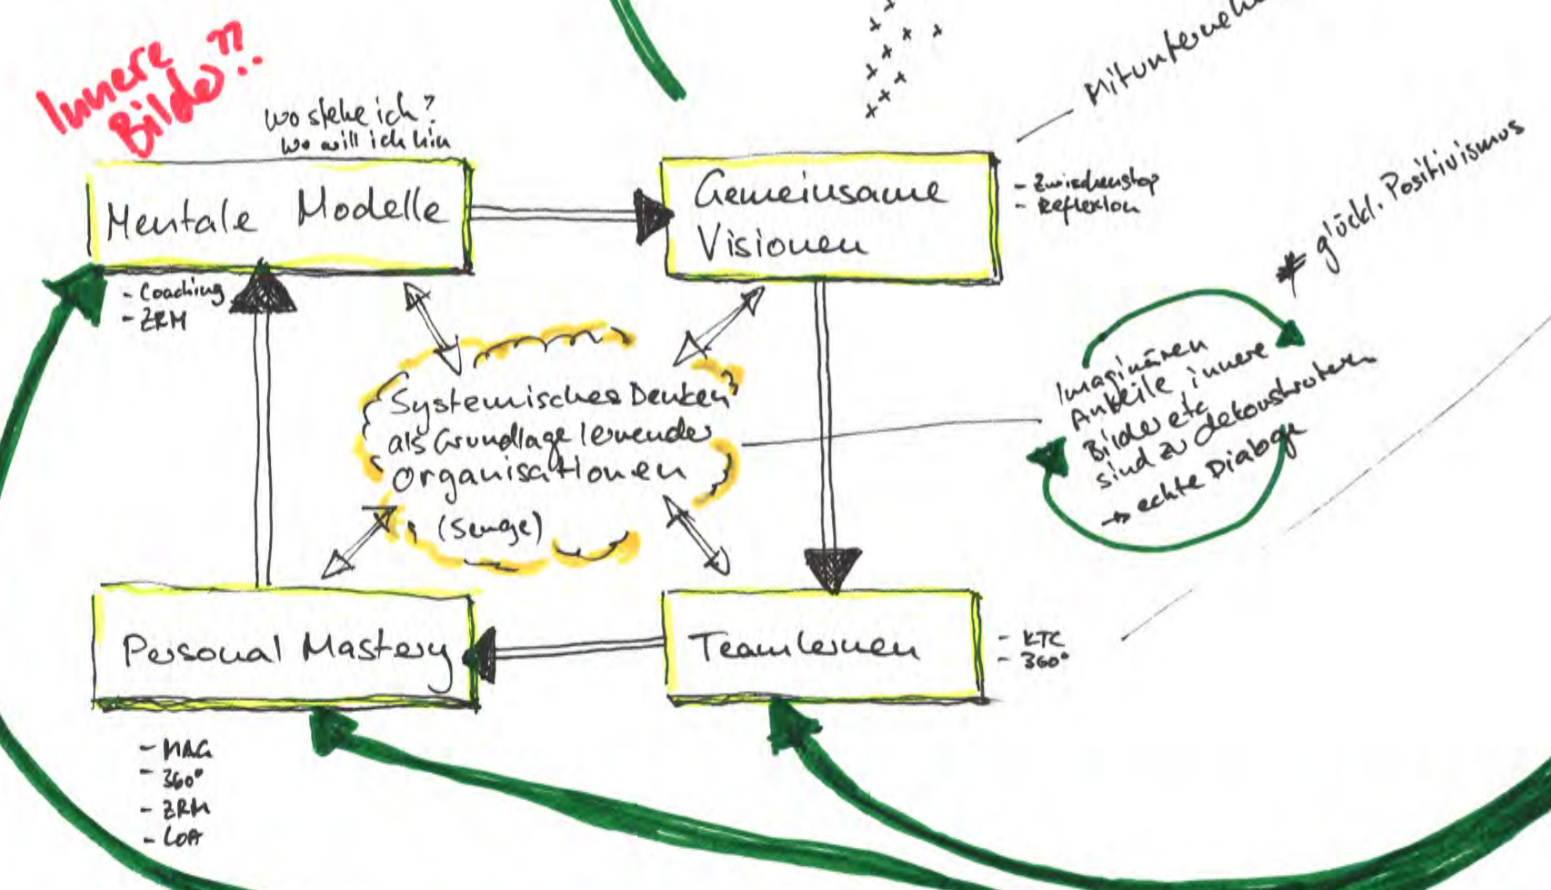 Innere
Bilder??
wo stehe ich?
wo will ich hin
Mentale Modelle
- Coaching
- ZRM
Gemeinsame
Visionen
- Zwischenstop
- Reflexion
* glückl. Positivismus
Imaginären
Anteile innere
Bilder etc
sind zu dekonstruieren
→ echte Dialoge
Systemisches Denken
als Grundlage lernender
Organisationen
(Senge)
Personal Mastery
- MAG
- 360°
- ZRM
- LOA
Teamlernen
- KTC
- 360°